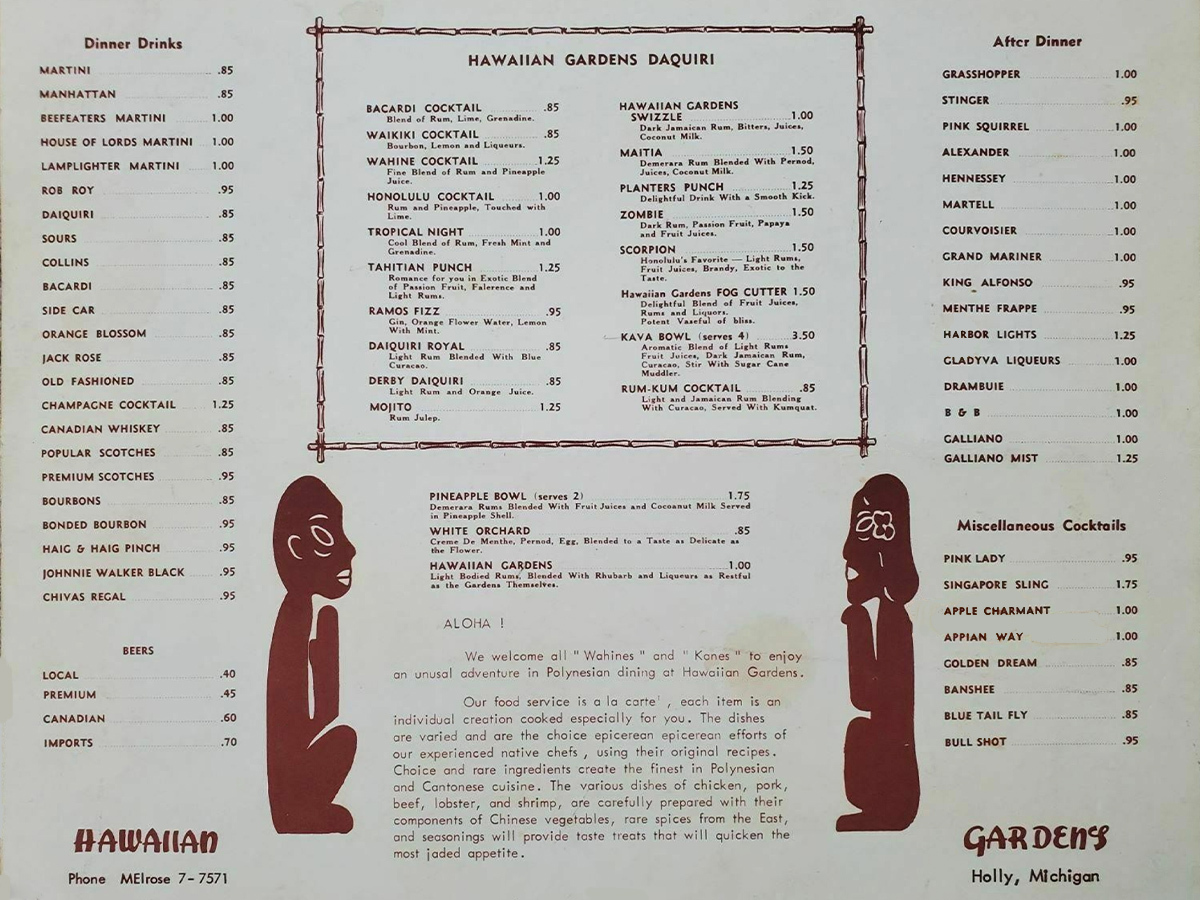 Dinner Drinks
MARTINI .85
MANHATTAN .85
BEEFEATERS MARTINI 1.00
HOUSE OF LORDS MARTINI 1.00
LAMPLIGHTER MARTINI 1.00
ROB ROY .95
DAIQUIRI .85
SOURS .85
COLLINS .85
BACARDI .85
SIDE CAR .85
ORANGE BLOSSOM .85
JACK ROSE .85
OLD FASHIONED .85
CHAMPAGNE COCKTAIL 1.25
CANADIAN WHISKEY .85
POPULAR SCOTCHES .85
PREMIUM SCOTCHES .95
BOURBONS .85
BONDED BOURBON .95
HAIG & HAIG PINCH .95
JOHNNIE WALKER BLACK .95
CHIVAS REGAL .95
BEERS
LOCAL .40
PREMIUM .45
CANADIAN .60
IMPORTS .70
HAWAIIAN
Phone MElrose 7-7571
HAWAIIAN GARDENS DAQUIRI
BACARDI COCKTAIL .85
Blend of Rum, Lime, Grenadine.
WAIKIKI COCKTAIL .85
Bourbon, Lemon and Liqueurs.
WAHINE COCKTAIL 1.25
Fine Blend of Rum and Pineapple
Juice.
HONOLULU COCKTAIL 1.00
Rum and Pineapple, Touched with
Lime.
TROPICAL NIGHT 1.00
Cool Blend of Rum, Fresh Mint and
Grenadine.
TAHITIAN PUNCH 1.25
Romance for you in Exotic Blend
of Passion Fruit, Falerence and
Light Rums.
RAMOS FIZZ .95
Gin, Orange Flower Water, Lemon
With Mint.
DAIQUIRI ROYAL .85
Light Rum Blended With Blue
Curacao.
DERBY DAIQUIRI .85
Light Rum and Orange Juice.
MOJITO 1.25
Rum Julep.
HAWAIIAN GARDENS
SWIZZLE 1.00
Dark Jamaican Rum, Bitters, Juices,
Coconut Milk.
MAITIA 1.50
Demerara Rum Blended With Pernod,
Juices, Coconut Milk.
PLANTERS PUNCH 1.25
Delightful Drink With a Smooth Kick.
ZOMBIE 1.50
Dark Rum, Passion Fruit, Papaya
and Fruit Juices.
SCORPION 1.50
Honolulu's Favorite — Light Rums,
Fruit Juices, Brandy, Exotic to the
Taste.
Hawaiian Gardens FOG CUTTER 1.50
Delightful Blend of Fruit Juices,
Rums and Liquors.
Potent Vaseful of bliss.
KAVA BOWL (serves 4) 3.50
Aromatic Blend of Light Rums
Fruit Juices, Dark Jamaican Rum,
Curacao, Stir With Sugar Cane
Muddler.
RUM-KUM COCKTAIL .85
Light and Jamaican Rum Blending
With Curacao, Served With Kumquat.
PINEAPPLE BOWL (serves 2) 1.75
Demerara Rums Blended With Fruit Juices and Cocoanut Milk Served
in Pineapple Shell.
WHITE ORCHARD .85
Creme De Menthe, Pernod, Egg, Blended to a Taste as Delicate as
the Flower.
HAWAIIAN GARDENS 1.00
Light Bodied Rums, Blended With Rhubarb and Liqueurs as Restful
as the Gardens Themselves.
ALOHA !
We welcome all " Wahines " and " Kanes " to enjoy
an unusual adventure in Polynesian dining at Hawaiian Gardens.
Our food service is a la carte' , each item is an
individual creation cooked especially for you. The dishes
are varied and are the choice epicerean epicerean efforts of
our experienced native chefs , using their original recipes.
Choice and rare ingredients create the finest in Polynesian
and Cantonese cuisine. The various dishes of chicken, pork,
beef, lobster, and shrimp, are carefully prepared with their
components of Chinese vegetables, rare spices from the East,
and seasonings will provide taste treats that will quicken the
most jaded appetite.
After Dinner
GRASSHOPPER 1.00
STINGER .95
PINK SQUIRREL 1.00
ALEXANDER 1.00
HENNESSEY 1.00
MARTELL 1.00
COURVOISIER 1.00
GRAND MARINER 1.00
KING ALFONSO .95
MENTHE FRAPPE .95
HARBOR LIGHTS 1.25
GLADYVA LIQUEURS 1.00
DRAMBUIE 1.00
B & B 1.00
GALLIANO 1.00
GALLIANO MIST 1.25
Miscellaneous Cocktails
PINK LADY .95
SINGAPORE SLING 1.75
APPLE CHARMANT 1.00
APPIAN WAY 1.00
GOLDEN DREAM .85
BANSHEE .85
BLUE TAIL FLY .85
BULL SHOT .95
GARDENS
Holly, Michigan